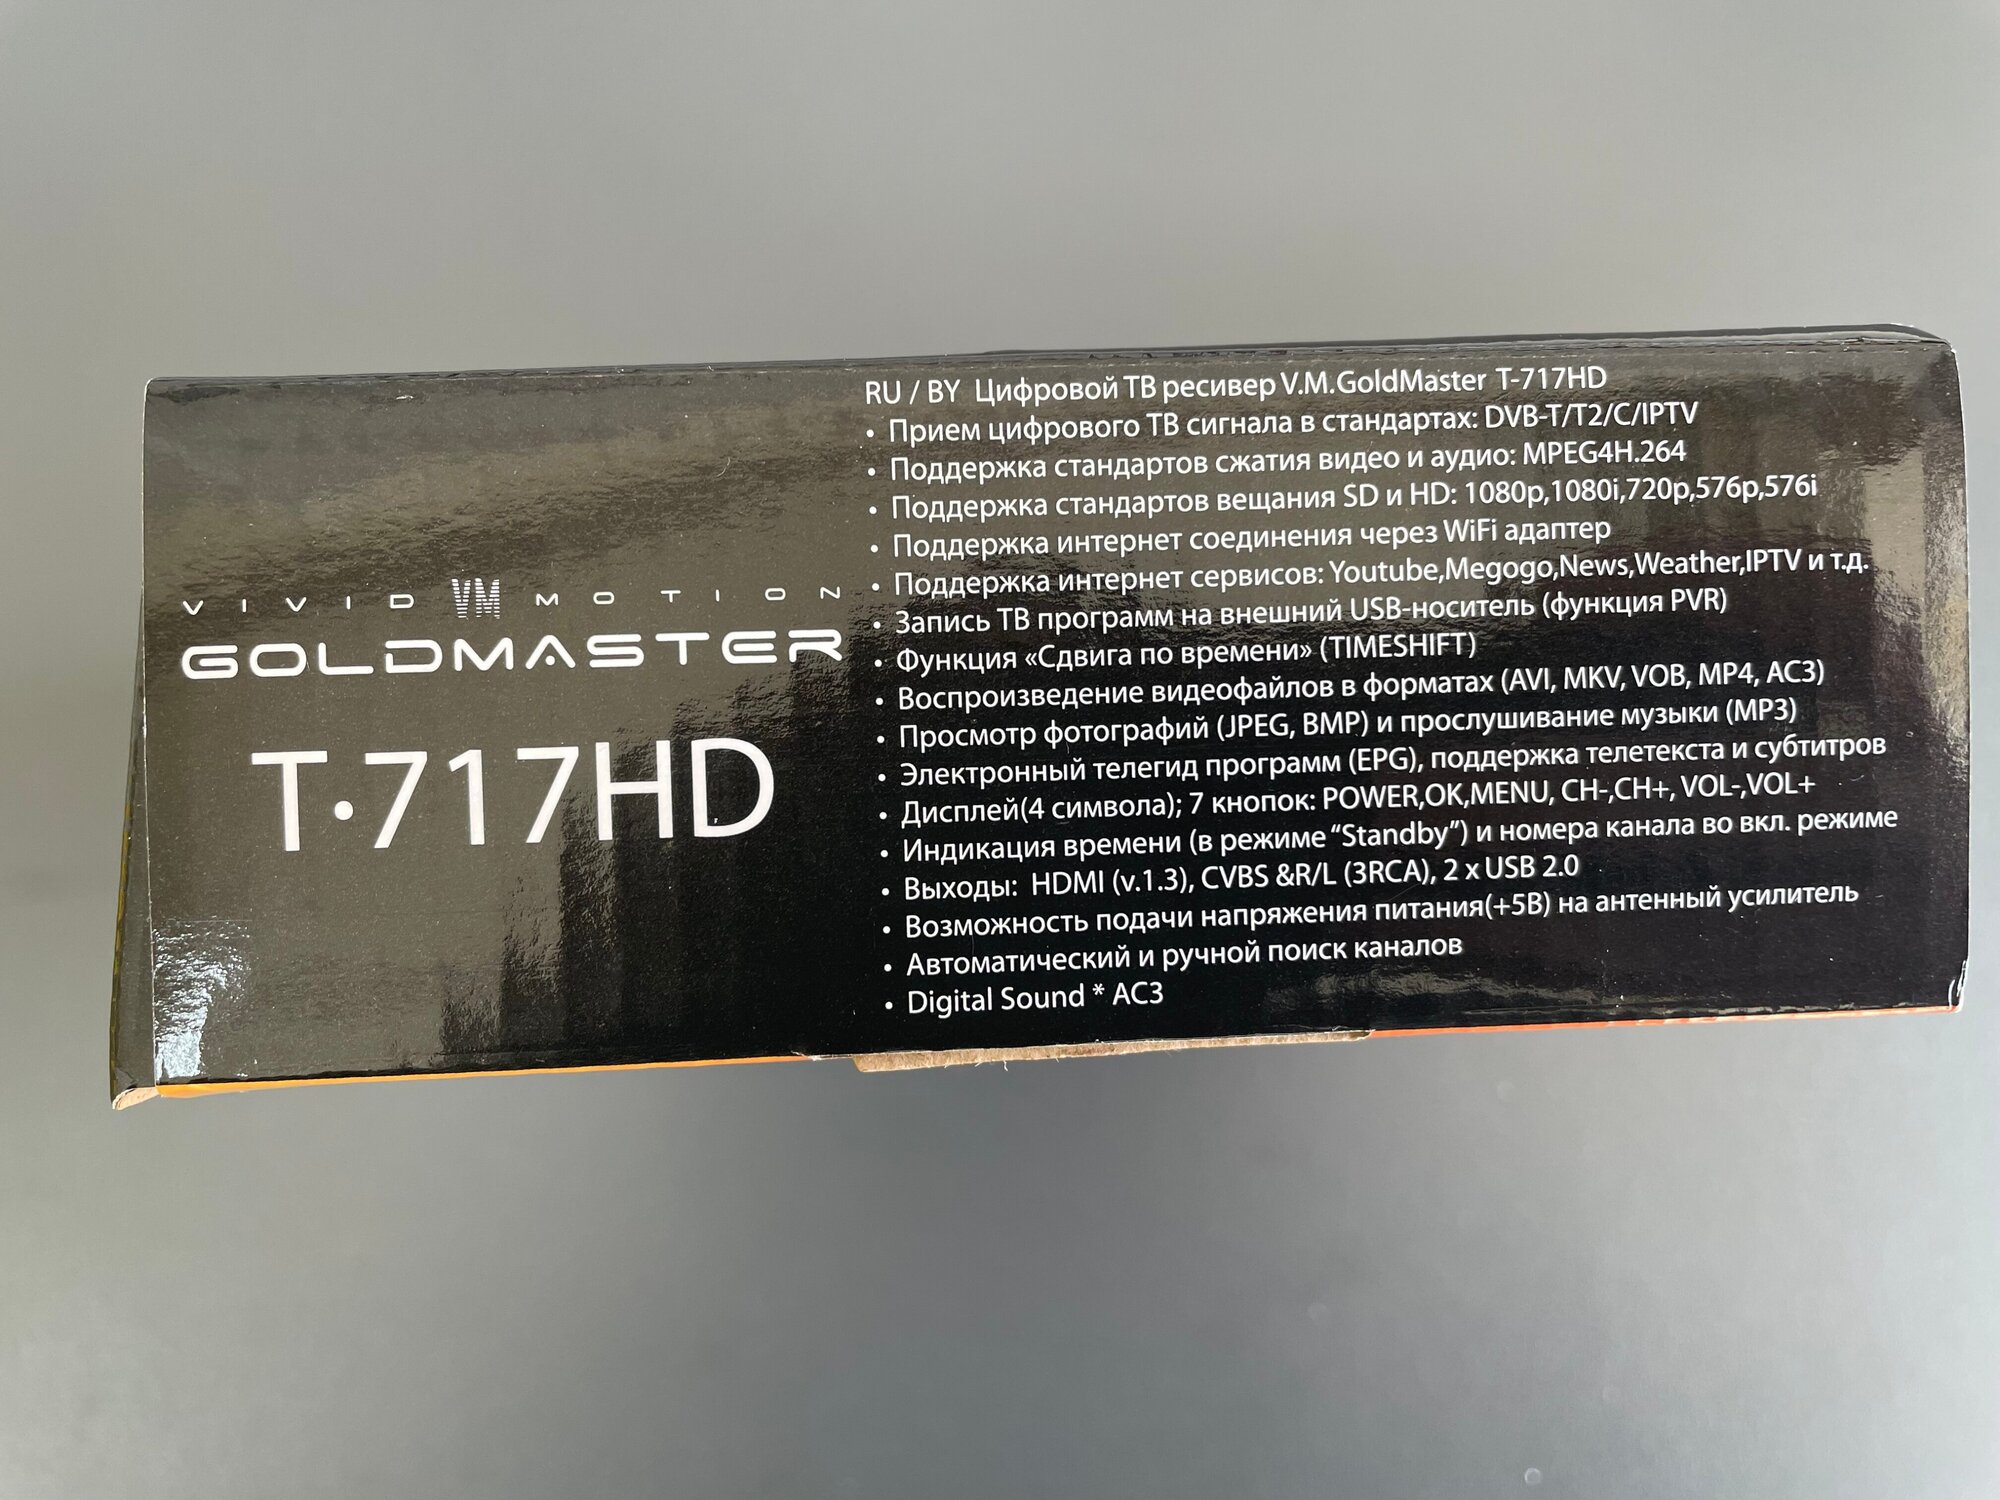 VIVID VM MOTION
GOLDMASTER
T·717HD
RU / BY Цифровой ТВ ресивер V.M.GoldMaster T-717HD
• Прием цифрового ТВ сигнала в стандартах: DVB-T/T2/C/IPTV
• Поддержка стандартов сжатия видео и аудио: MPEG4H.264
• Поддержка стандартов вещания SD и HD: 1080p,1080i,720p,576p,576i
• Поддержка интернет соединения через WiFi адаптер
• Поддержка интернет сервисов: Youtube,Megogo,News,Weather,IPTV и т.д.
• Запись ТВ программ на внешний USB-носитель (функция PVR)
• Функция «Сдвига по времени» (TIMESHIFT)
• Воспроизведение видеофайлов в форматах (AVI, MKV, VOB, MP4, AC3)
• Просмотр фотографий (JPEG, BMP) и прослушивание музыки (MP3)
• Электронный телегид программ (EPG), поддержка телетекста и субтитров
• Дисплей(4 символа); 7 кнопок: POWER,OK,MENU, CH-,CH+, VOL-,VOL+
• Индикация времени (в режиме “Standby”) и номера канала во вкл. режиме
• Выходы: HDMI (v.1.3), CVBS &R/L (3RCA), 2 x USB 2.0
• Возможность подачи напряжения питания(+5В) на антенный усилитель
• Автоматический и ручной поиск каналов
• Digital Sound * AC3